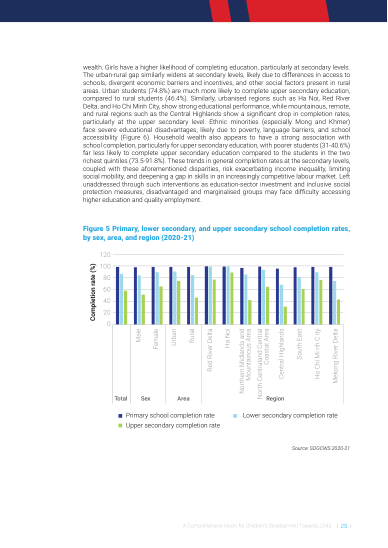 wealth. Girls have a higher likelihood of completing education, particularly at secondary levels.
The urban-rural gap similarly widens at secondary levels, likely due to differences in access to
schools, divergent economic barriers and incentives, and other social factors present in rural
areas. Urban students (74.8%) are much more likely to complete upper secondary education,
compared to rural students (46.4%). Similarly, urbanised regions such as Ha Noi, Red River
Delta, and Ho Chi Minh City, show strong educational performance, while mountainous, remote,
and rural regions such as the Central Highlands show a significant drop in completion rates,
particularly at the upper secondary level. Ethnic minorities (especially Mong and Khmer)
face severe educational disadvantages, likely due to poverty, language barriers, and school
accessibility (Figure 6). Household wealth also appears to have a strong association with
school completion, particularly for upper secondary education, with poorer students (31-40.6%)
far less likely to complete upper secondary education compared to the students in the two
richest quintiles (73.5-91.8%). These trends in general completion rates at the secondary levels,
coupled with these aforementioned disparities, risk exacerbating income inequality, limiting
social mobility, and deepening a gap in skills in an increasingly competitive labour market. Left
unaddressed through such interventions as education-sector investment and inclusive social
protection measures, disadvantaged and marginalised groups may face difficulty accessing
higher education and quality employment.
Figure 5 Primary, lower secondary, and upper secondary school completion rates,
by sex, area, and region (2020-21)
Completion rate (%)
120
100
80
60
40
20
0
Male
Female
Urban
Rural
Red River Delta
Ha Noi
Northern Midlands and
Mountainous Area
North Centraland Central
Coastal Area
Central Highlands
South East
Ho Chi Minh City
Mekong River Delta
Total
Sex
Area
Region
Primary school completion rate
Lower secondary completion rate
Upper secondary completion rate
Source: SDGCWS 2020-21
A Comprehensive Vision for Children's Development Towards 2045 | 25 |